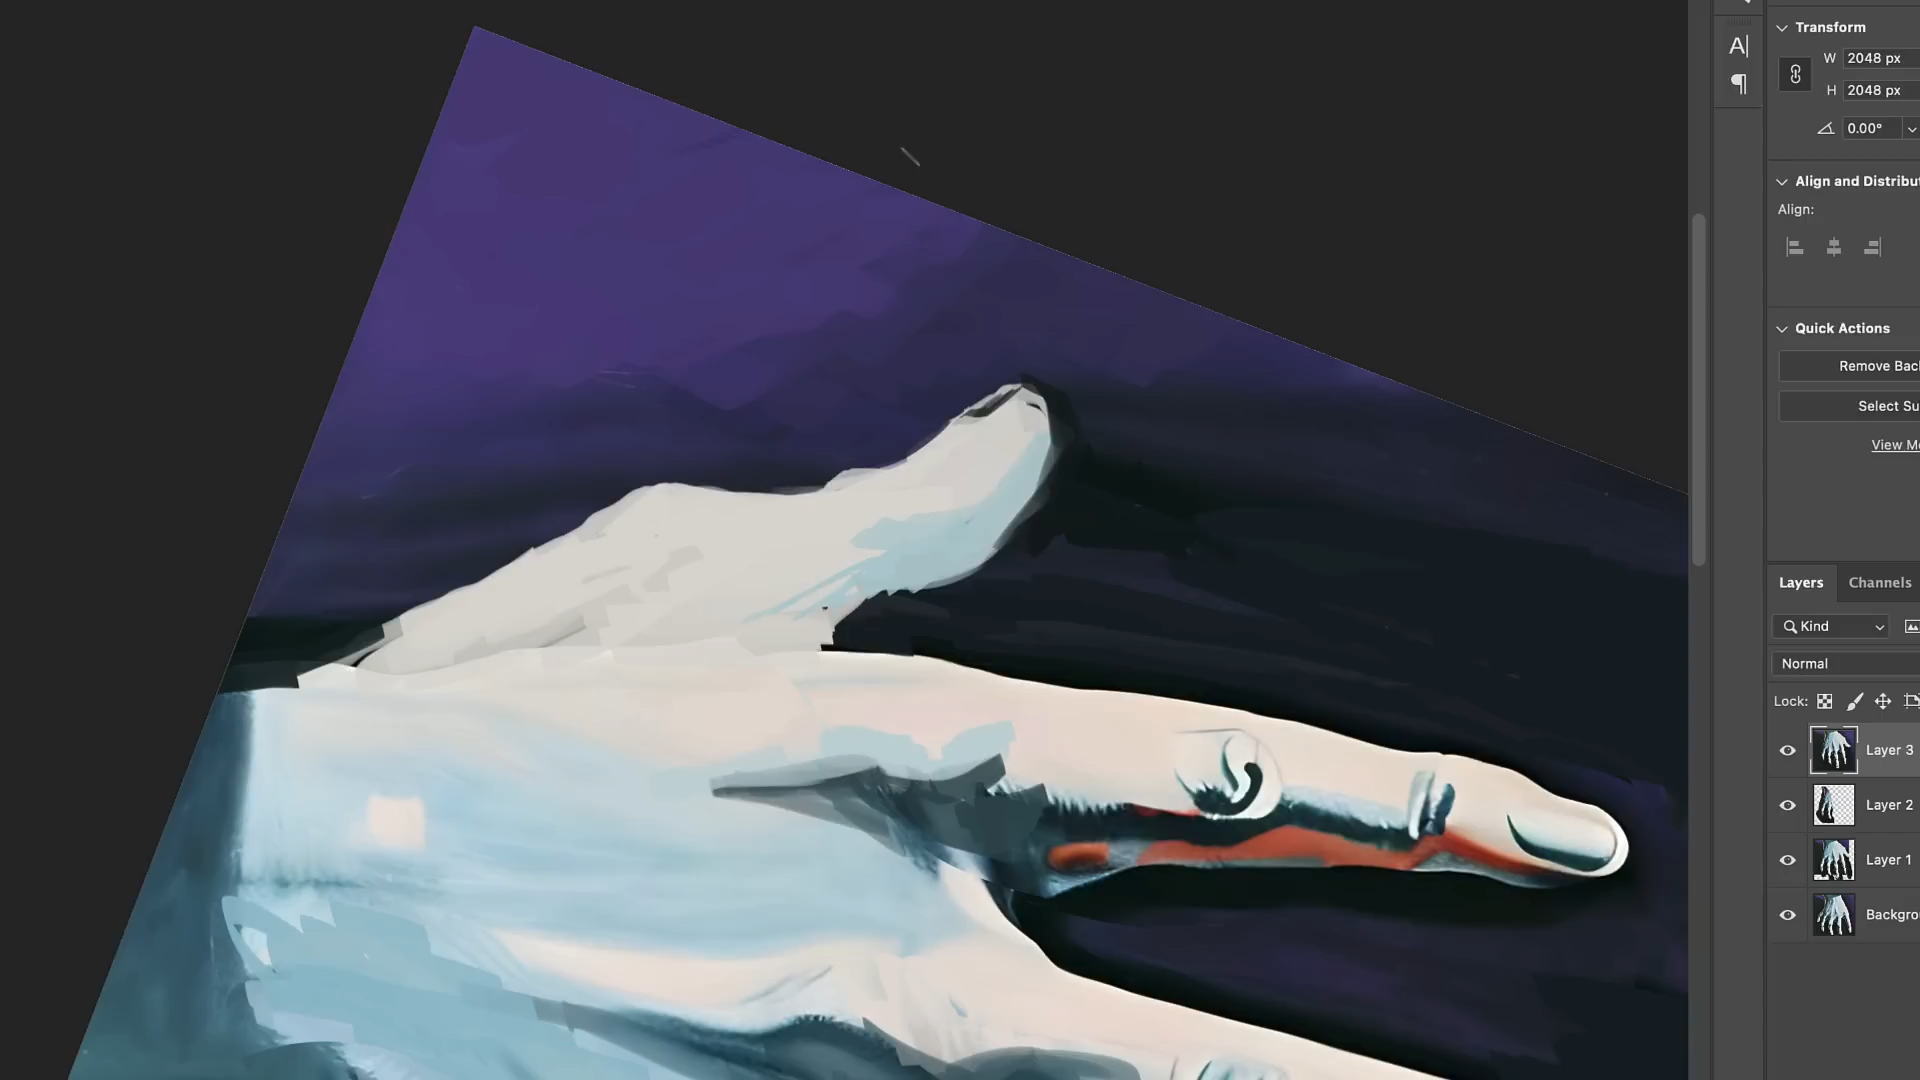 Transform
W 2048 px
H 2048 px
0.00°
Align and Distribut
Align:
Quick Actions
Remove Bac
Select Su
View Mo
Layers Channels
Kind
Normal
Lock:
Layer 3
Layer 2
Layer 1
Backgro